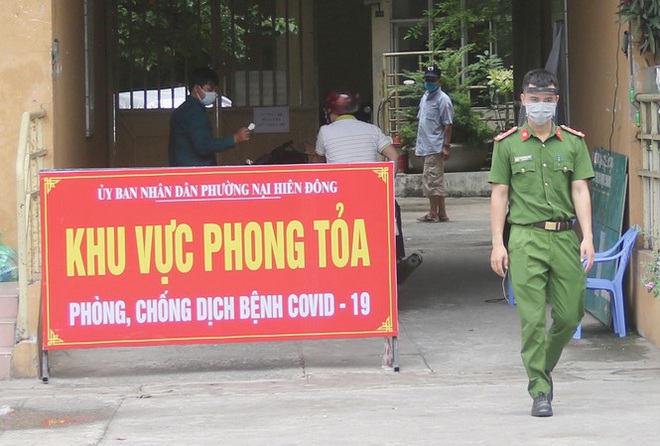 ỦY BAN NHÂN DÂN PHƯỜNG NẠI HIÊN ĐÔNG
KHU VỰC PHONG TỎA
PHÒNG, CHỐNG DỊCH BỆNH COVID - 19